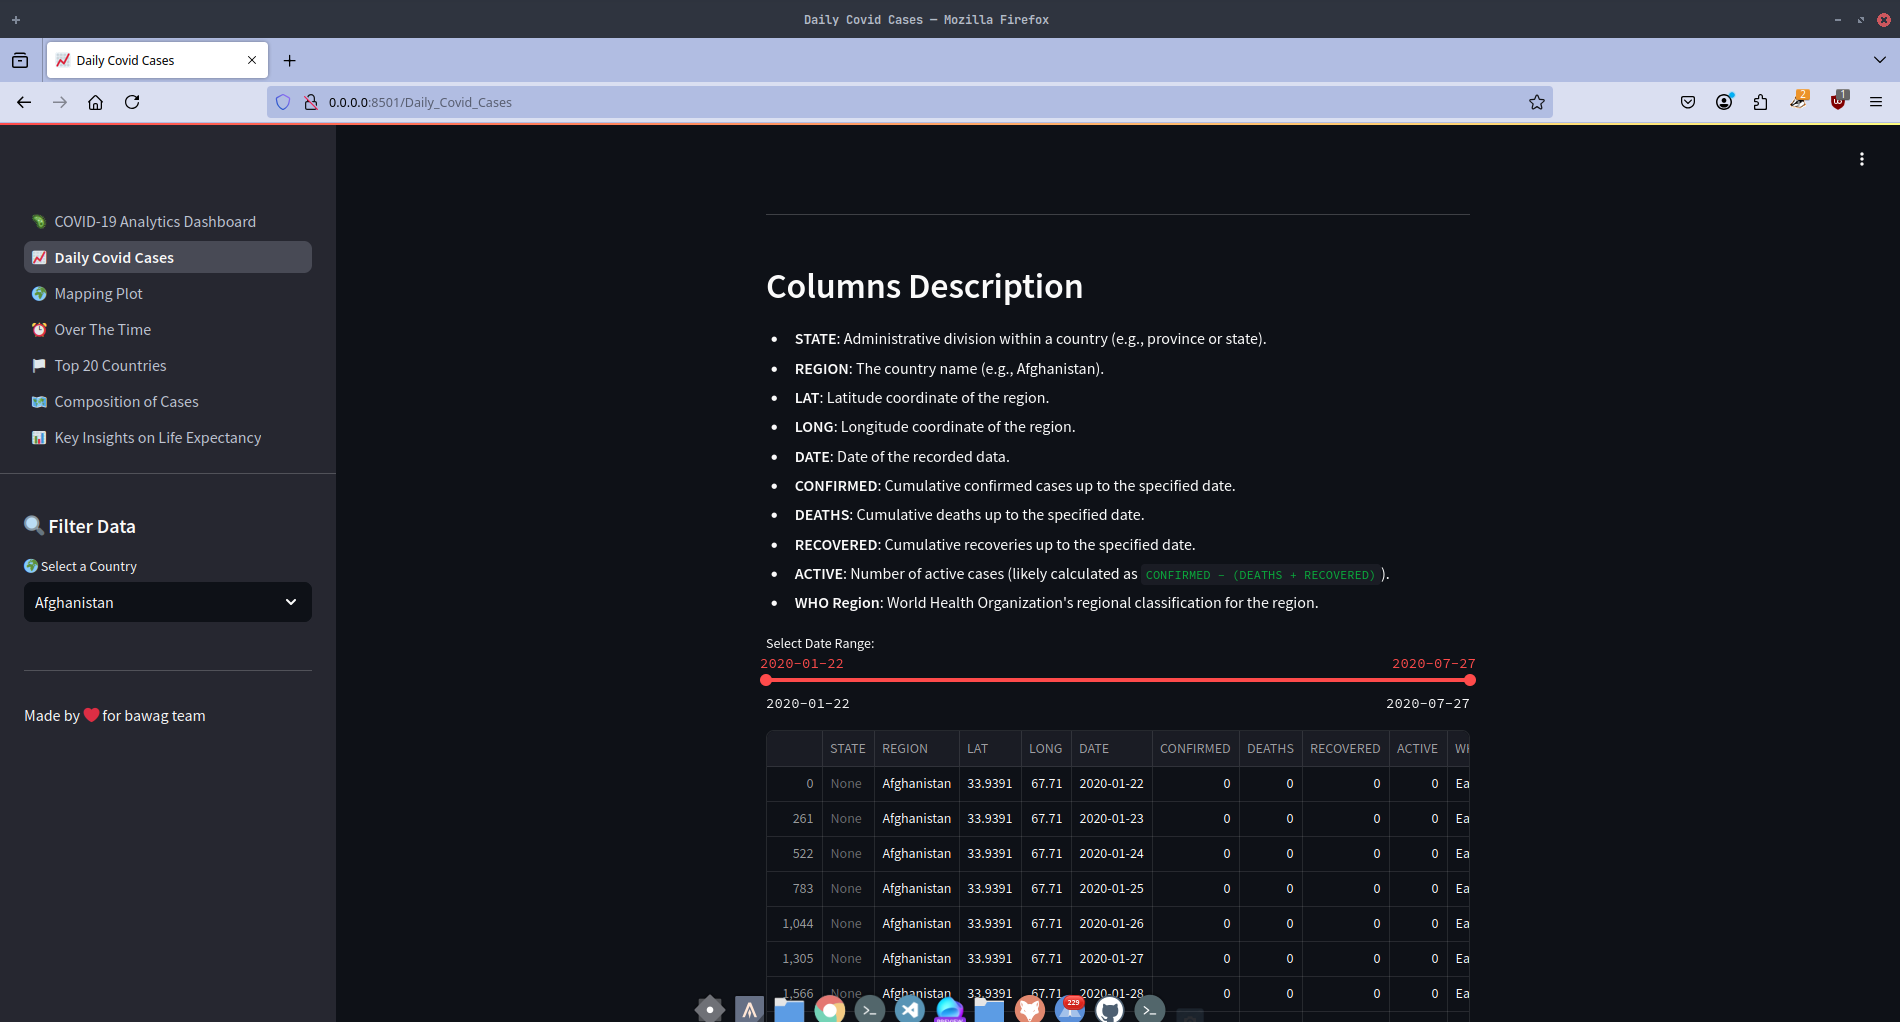 Daily Covid Cases — Mozilla Firefox
Daily Covid Cases
0.0.0.0:8501/Daily_Covid_Cases
2
1
COVID-19 Analytics Dashboard
Daily Covid Cases
Mapping Plot
Over The Time
Top 20 Countries
Composition of Cases
Key Insights on Life Expectancy
Filter Data
Select a Country
Afghanistan
Made by ❤️ for bawag team
Columns Description
• STATE: Administrative division within a country (e.g., province or state).
• REGION: The country name (e.g., Afghanistan).
• LAT: Latitude coordinate of the region.
• LONG: Longitude coordinate of the region.
• DATE: Date of the recorded data.
• CONFIRMED: Cumulative confirmed cases up to the specified date.
• DEATHS: Cumulative deaths up to the specified date.
• RECOVERED: Cumulative recoveries up to the specified date.
• ACTIVE: Number of active cases (likely calculated as CONFIRMED - (DEATHS + RECOVERED) ).
• WHO Region: World Health Organization's regional classification for the region.
Select Date Range:
2020-01-22 2020-07-27
2020-01-22 2020-07-27
STATE REGION LAT LONG DATE CONFIRMED DEATHS RECOVERED ACTIVE WH
0 None Afghanistan 33.9391 67.71 2020-01-22 0 0 0 0 Ea
261 None Afghanistan 33.9391 67.71 2020-01-23 0 0 0 0 Ea
522 None Afghanistan 33.9391 67.71 2020-01-24 0 0 0 0 Ea
783 None Afghanistan 33.9391 67.71 2020-01-25 0 0 0 0 Ea
1,044 None Afghanistan 33.9391 67.71 2020-01-26 0 0 0 0 Ea
1,305 None Afghanistan 33.9391 67.71 2020-01-27 0 0 0 0 Ea
1,566 None Afghanistan 33.9391 67.71 2020-01-28 0 0 0 0 Ea
229